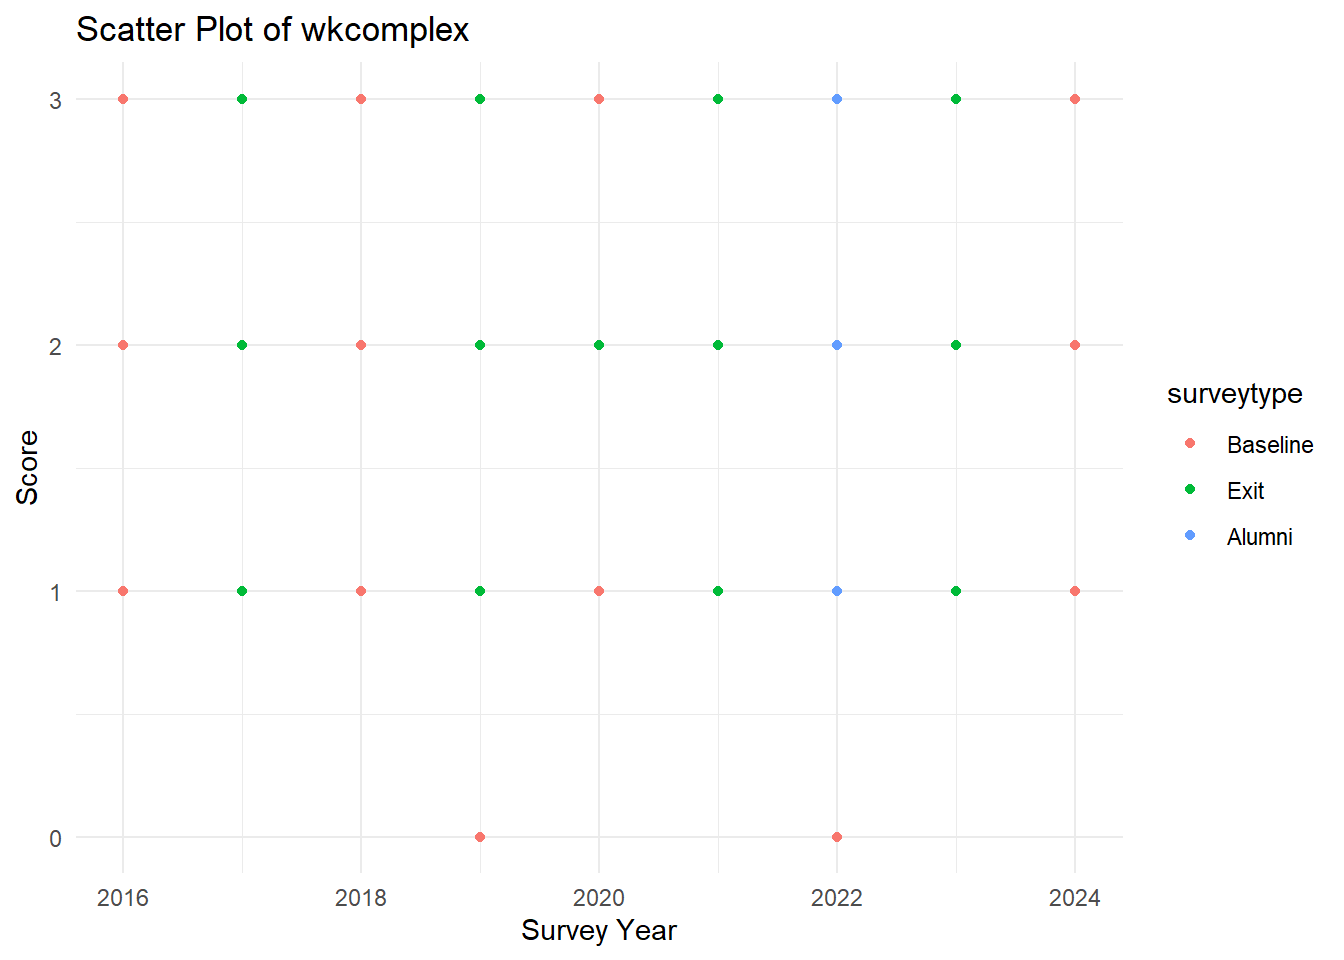 Scatter Plot of wkcomplex
3
2
1
0
Score
2016 2018 2020 2022 2024
Survey Year
surveytype
Baseline
Exit
Alumni